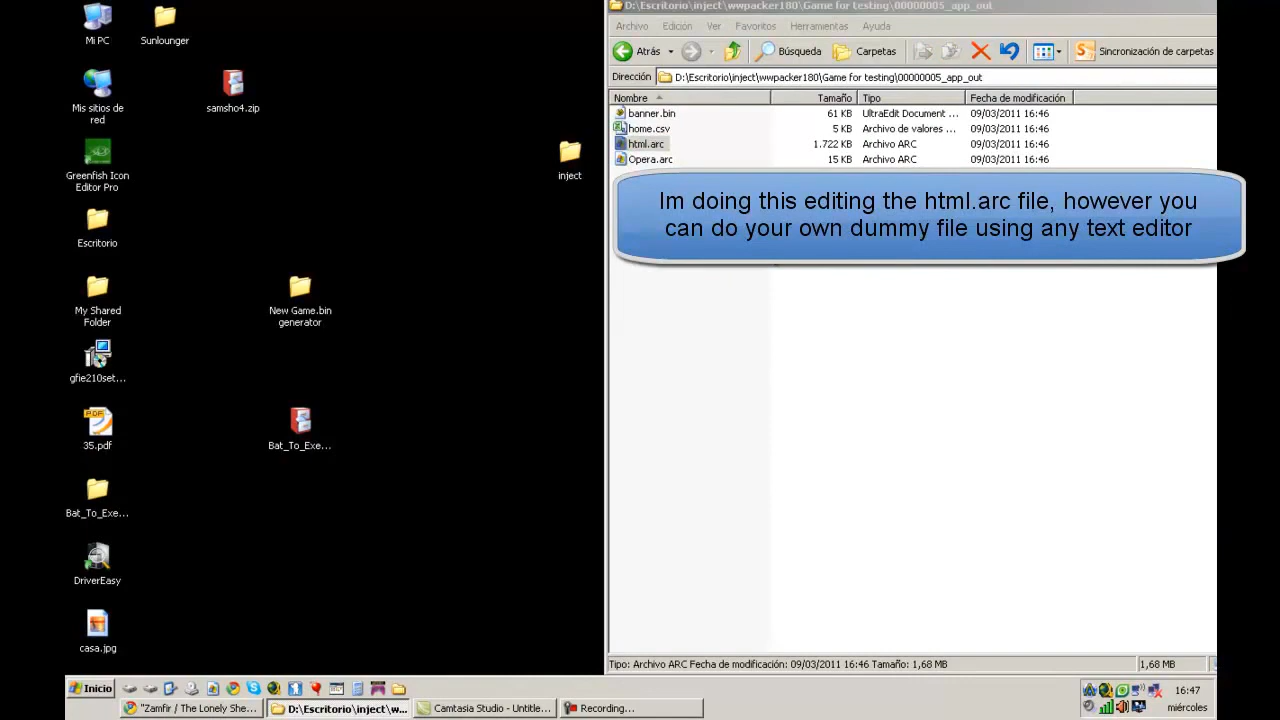 Mi PC
Sunlounger
Mis sitios de
red
samsho4.zip
Greenfish Icon
Editor Pro
inject
Escritorio
My Shared
Folder
New Game.bin
generator
gfie210set...
35.pdf
Bat_To_Exe...
Bat_To_Exe...
DriverEasy
casa.jpg
D:\Escritorio\inject\wwpacker180\Game for testing\00000005_app_out
Archivo Edición Ver Favoritos Herramientas Ayuda
Atrás Búsqueda Carpetas Sincronización de carpetas
Dirección D:\Escritorio\inject\wwpacker180\Game for testing\00000005_app_out
Nombre Tamaño Tipo Fecha de modificación
banner.bin 61 KB UltraEdit Document ... 09/03/2011 16:46
home.csv 5 KB Archivo de valores ... 09/03/2011 16:46
html.arc 1.722 KB Archivo ARC 09/03/2011 16:46
Opera.arc 15 KB Archivo ARC 09/03/2011 16:46
Im doing this editing the html.arc file, however you
can do your own dummy file using any text editor
Tipo: Archivo ARC Fecha de modificación: 09/03/2011 16:46 Tamaño: 1,68 MB 1,68 MB
Inicio 16:47
"Zamfir / The Lonely She... D:\Escritorio\inject\w... Camtasia Studio - Untitle... Recording... miércoles